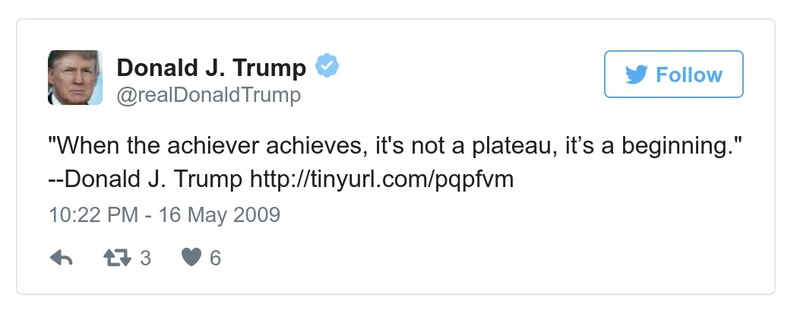 Donald J. Trump
@realDonaldTrump
Follow
"When the achiever achieves, it's not a plateau, it’s a beginning."
--Donald J. Trump http://tinyurl.com/pqpfvm
10:22 PM - 16 May 2009
3 6